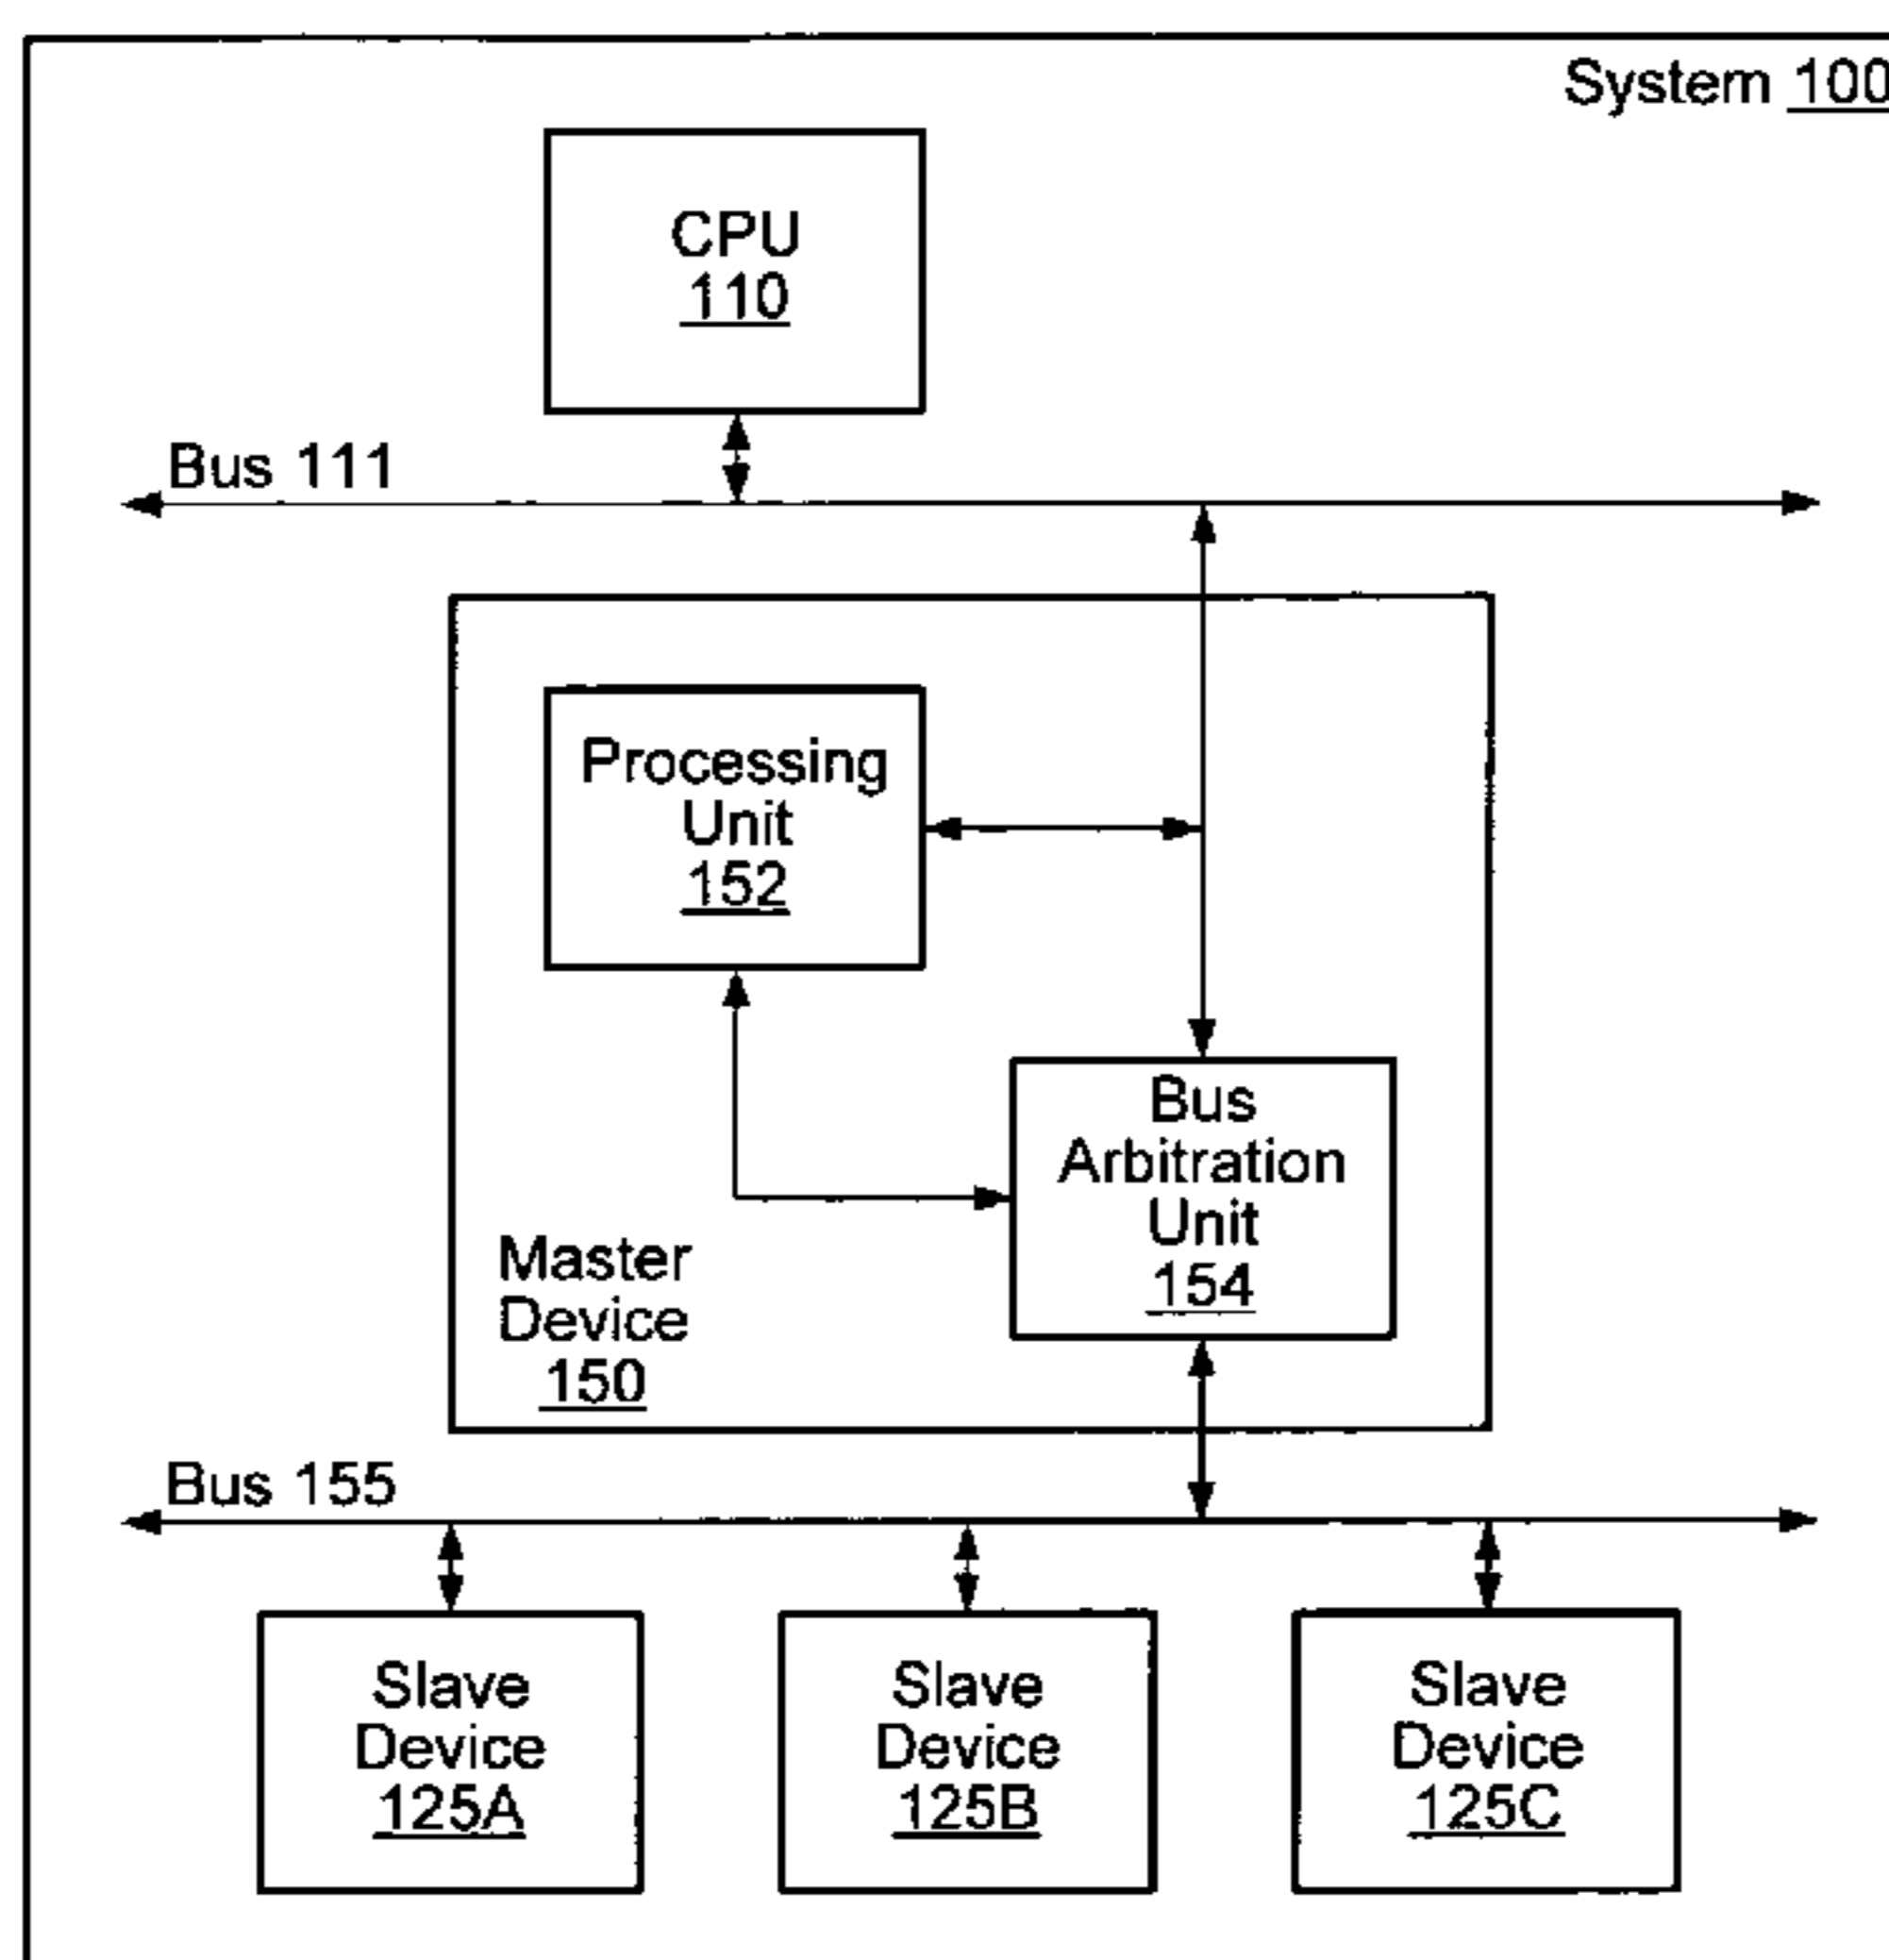 System 100
CPU
110
Bus 111
Processing
Unit
152
Bus
Arbitration
Unit
154
Master
Device
150
Bus 155
Slave
Device
125A
Slave
Device
125B
Slave
Device
125C